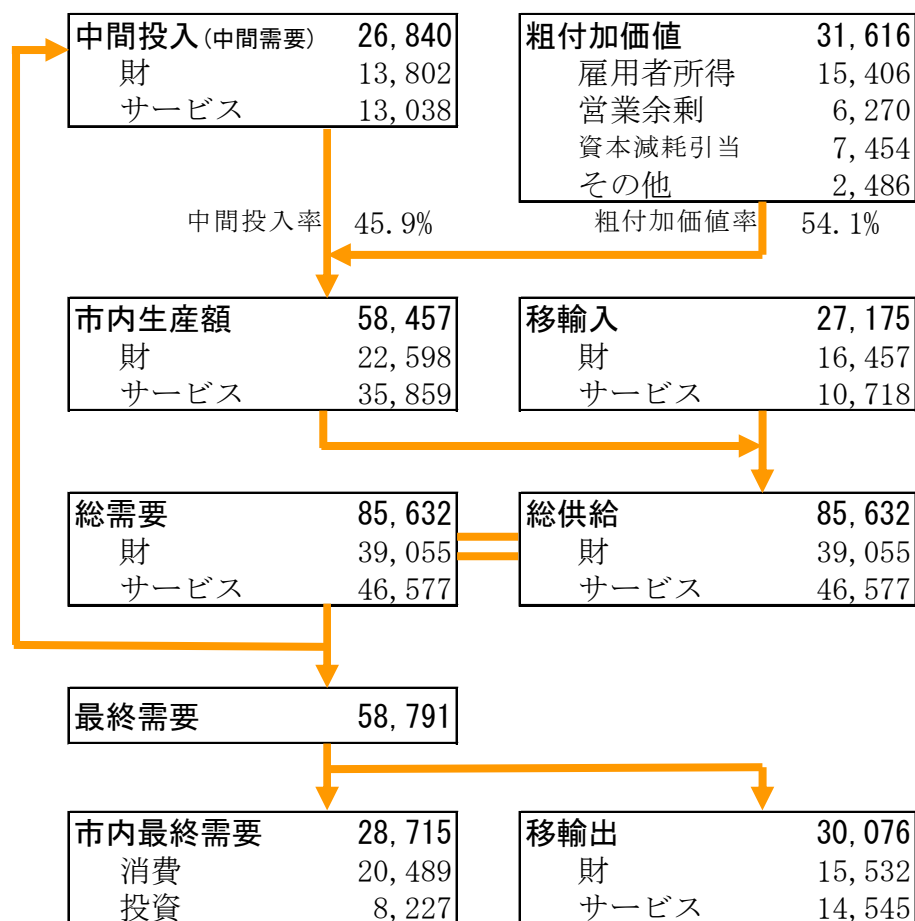 中間投入(中間需要) 26,840
財 13,802
サービス 13,038
粗付加価値 31,616
雇用者所得 15,406
営業余剰 6,270
資本減耗引当 7,454
その他 2,486
中間投入率 45.9%
粗付加価値率 54.1%
市内生産額 58,457
財 22,598
サービス 35,859
移輸入 27,175
財 16,457
サービス 10,718
総需要 85,632
財 39,055
サービス 46,577
総供給 85,632
財 39,055
サービス 46,577
最終需要 58,791
市内最終需要 28,715
消費 20,489
投資 8,227
移輸出 30,076
財 15,532
サービス 14,545